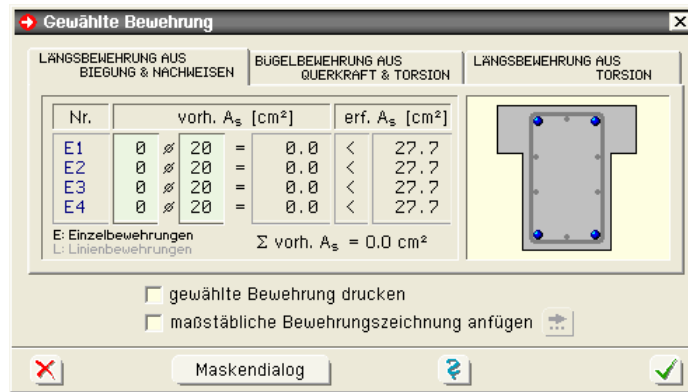 Gewählte Bewehrung
LÄNGSBEWEHRUNG AUS
BIEGUNG & NACHWEISEN
BÜGELBEWEHRUNG AUS
QUERKRAFT & TORSION
LÄNGSBEWEHRUNG AUS
TORSION
Nr. vorh. As [cm²] erf. As [cm²]
E1 0 ø 20 = 0.0 < 27.7
E2 0 ø 20 = 0.0 < 27.7
E3 0 ø 20 = 0.0 < 27.7
E4 0 ø 20 = 0.0 < 27.7
E: Einzelbewehrungen
L: Linienbewehrungen
Σ vorh. As = 0.0 cm²
gewählte Bewehrung drucken
maßstäbliche Bewehrungszeichnung anfügen
Maskendialog